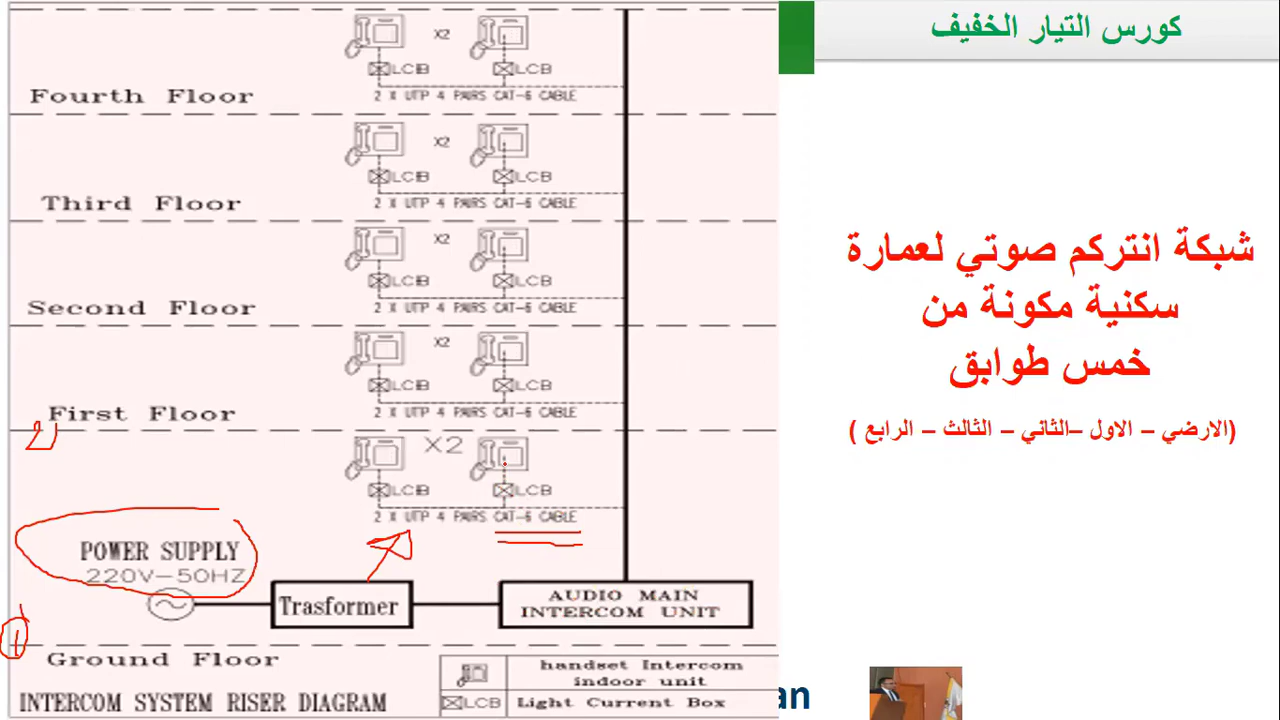 كورس التيار الخفيف
شبكة انتركم صوتي لعمارة
سكنية مكونة من
خمس طوابق
(الارضي – الاول –الثاني – الثالث – الرابع )
X2
LCB LCB
Fourth Floor
2 X UTP 4 PAIRS CAT-6 CABLE
X2
LCB LCB
Third Floor
2 X UTP 4 PAIRS CAT-6 CABLE
X2
LCB LCB
Second Floor
2 X UTP 4 PAIRS CAT-6 CABLE
X2
LCB LCB
First Floor
2 X UTP 4 PAIRS CAT-6 CABLE
2
X2
LCB LCB
2 X UTP 4 PAIRS CAT-6 CABLE
POWER SUPPLY
220V-50HZ
Trasformer
AUDIO MAIN
INTERCOM UNIT
1
Ground Floor
INTERCOM SYSTEM RISER DIAGRAM
handset Intercom
indoor unit
LCB Light Current Box
an